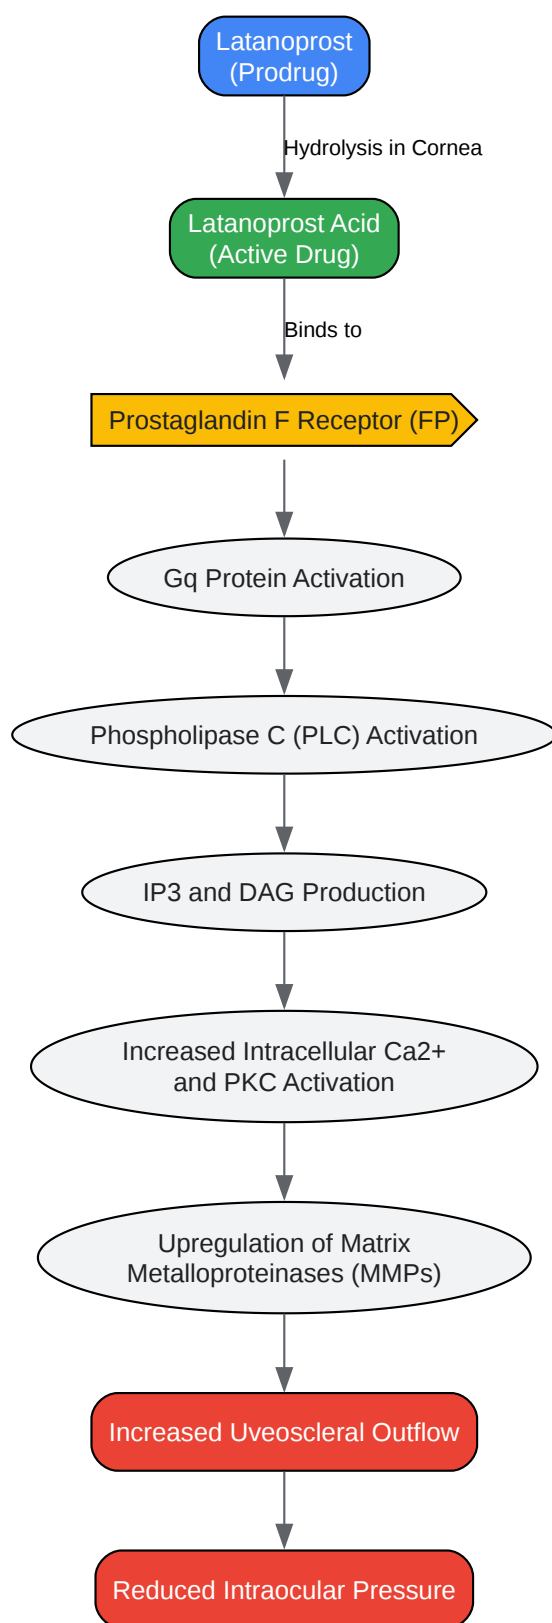 Latanoprost
(Prodrug)
Hydrolysis in Cornea
Latanoprost Acid
(Active Drug)
Binds to
Prostaglandin F Receptor (FP)
Gq Protein Activation
Phospholipase C (PLC) Activation
IP3 and DAG Production
Increased Intracellular Ca2+
and PKC Activation
Upregulation of Matrix
Metalloproteinases (MMPs)
Increased Uveoscleral Outflow
Reduced Intraocular Pressure